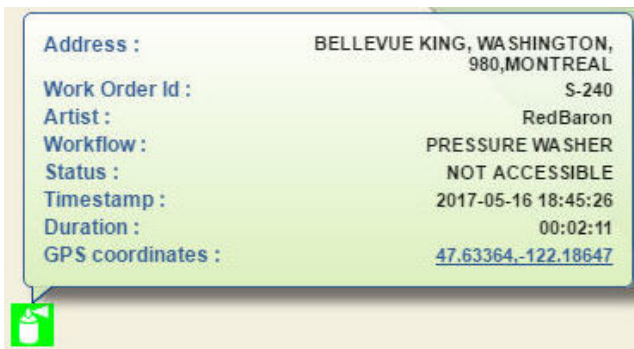 Address : BELLEVUE KING, WASHINGTON,
980,MONTREAL
Work Order Id : S-240
Artist : RedBaron
Workflow : PRESSURE WASHER
Status : NOT ACCESSIBLE
Timestamp : 2017-05-16 18:45:26
Duration : 00:02:11
GPS coordinates : 47.63364,-122.18647